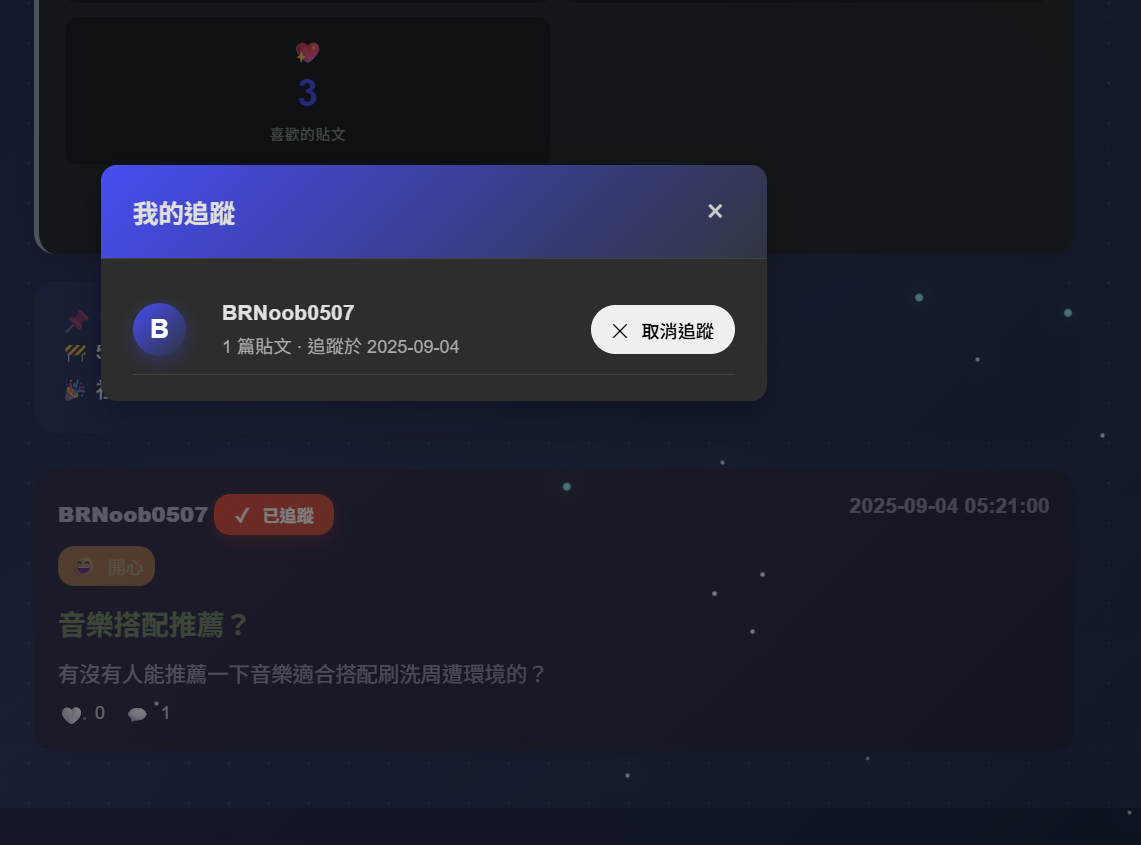 3
喜歡的貼文
我的追蹤
B
BRNoob0507
1 篇貼文 · 追蹤於 2025-09-04
取消追蹤
BRNoob0507
✓ 已追蹤
2025-09-04 05:21:00
開心
音樂搭配推薦？
有沒有人能推薦一下音樂適合搭配刷洗周遭環境的？
0
1